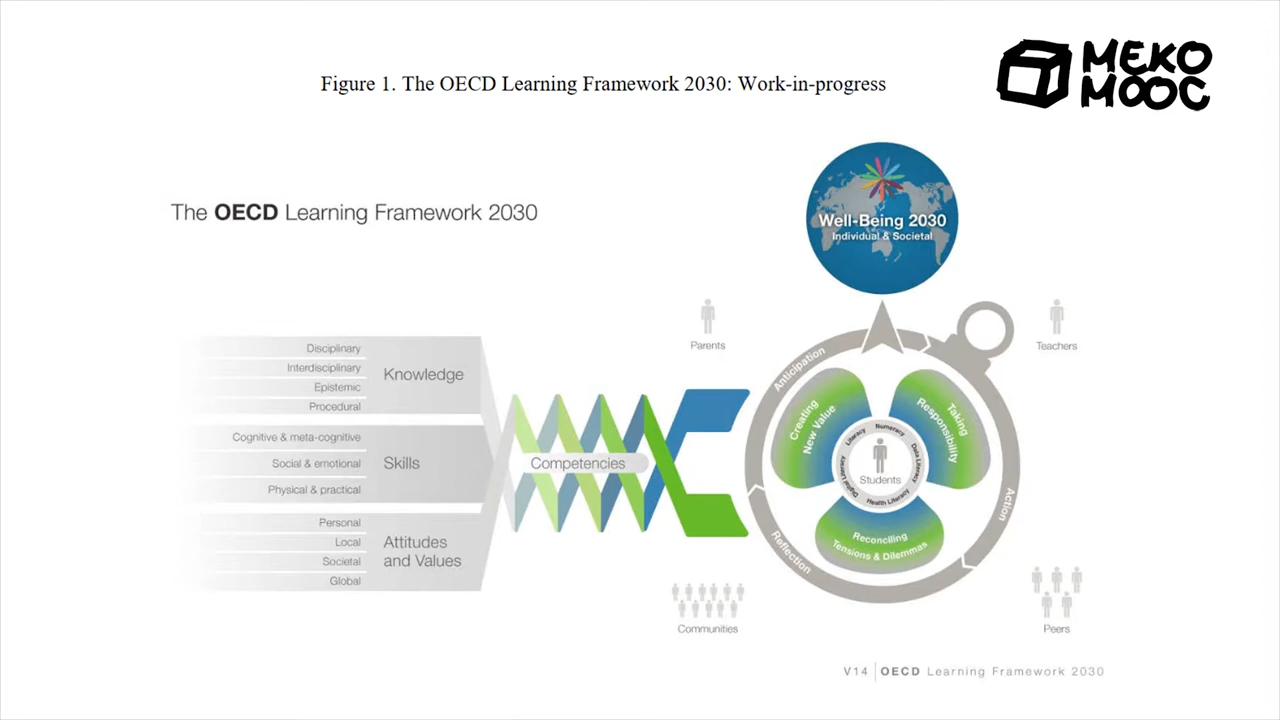 MEKO
MOOC
Figure 1. The OECD Learning Framework 2030: Work-in-progress
The OECD Learning Framework 2030
Well-Being 2030
Individual & Societal
Parents
Teachers
Disciplinary
Interdisciplinary
Epistemic
Procedural
Knowledge
Cognitive & meta-cognitive
Social & emotional
Physical & practical
Skills
Personal
Local
Societal
Global
Attitudes
and Values
Competencies
Anticipation
Action
Reflection
Creating
New Value
Taking
Responsibility
Reconciling
Tensions & Dilemmas
Literacy
Numeracy
Data Literacy
Health Literacy
Digital Literacy
Students
Communities
Peers
V14 | OECD Learning Framework 2030